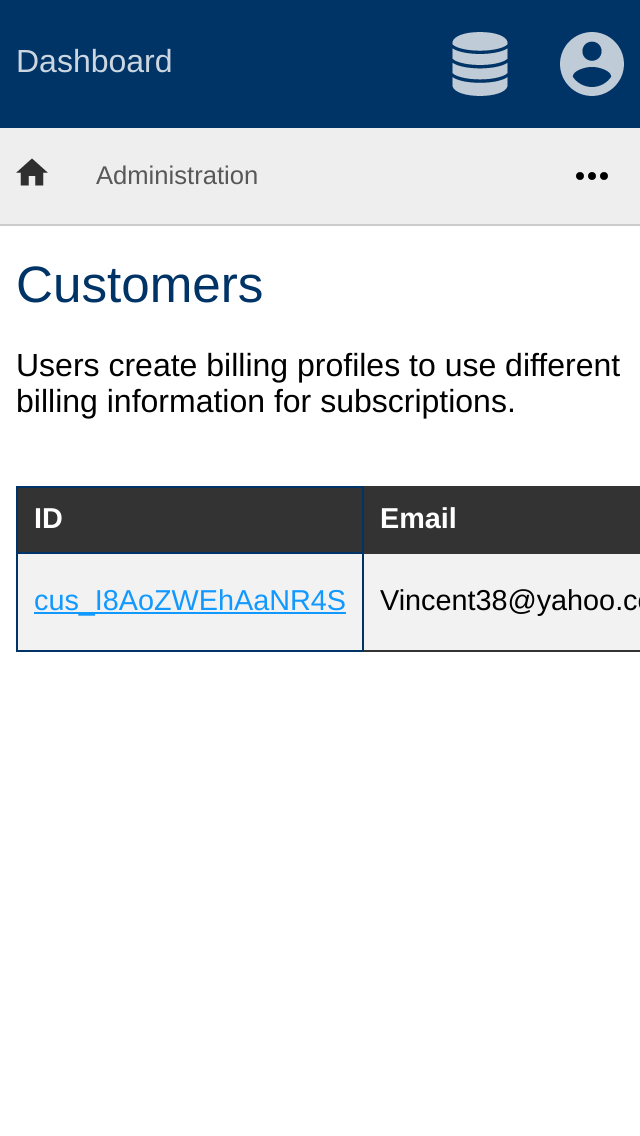 Dashboard
Administration
Customers
Users create billing profiles to use different
billing information for subscriptions.
ID Email
cus_I8AoZWEhAaNR4S Vincent38@yahoo.c